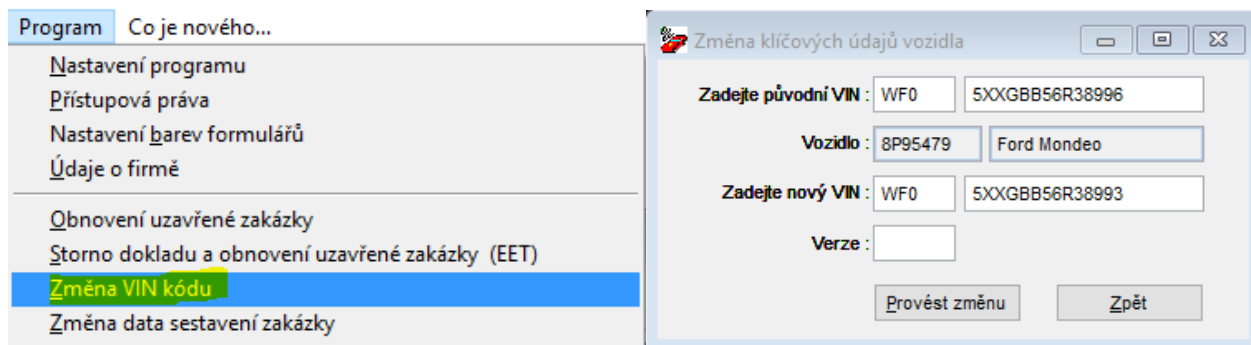 Program Co je nového...
Nastavení programu
Přístupová práva
Nastavení barev formulářů
Údaje o firmě
Obnovení uzavřené zakázky
Storno dokladu a obnovení uzavřené zakázky (EET)
Změna VIN kódu
Změna data sestavení zakázky
Změna klíčových údajů vozidla
Zadejte původní VIN : WF0 5XXGBB56R38996
Vozidlo : 8P95479 Ford Mondeo
Zadejte nový VIN : WF0 5XXGBB56R38993
Verze :
Provést změnu Zpět